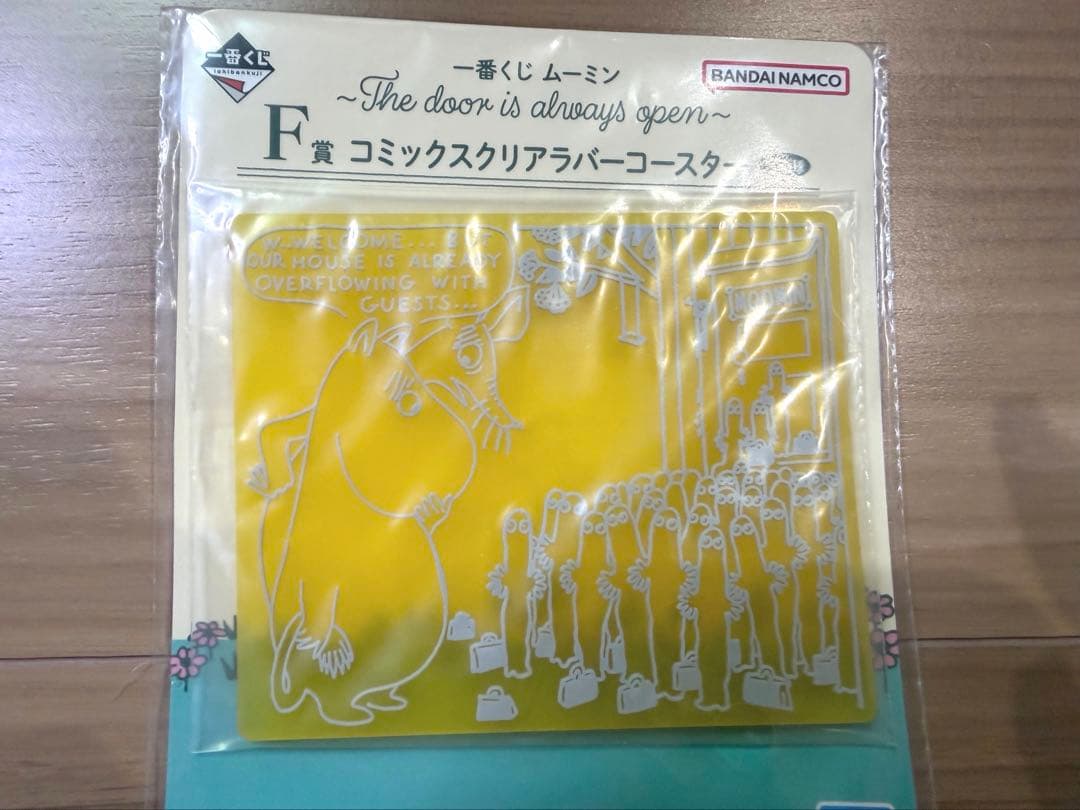 一番くじ
ichibankuji
一番くじ ムーミン
BANDAI NAMCO
~The door is always open~
F賞 コミックスクリアラバーコースター
W-WELCOME... BUT
OUR HOUSE IS ALREADY
OVERFLOWING WITH
GUESTS...
MOOMIN